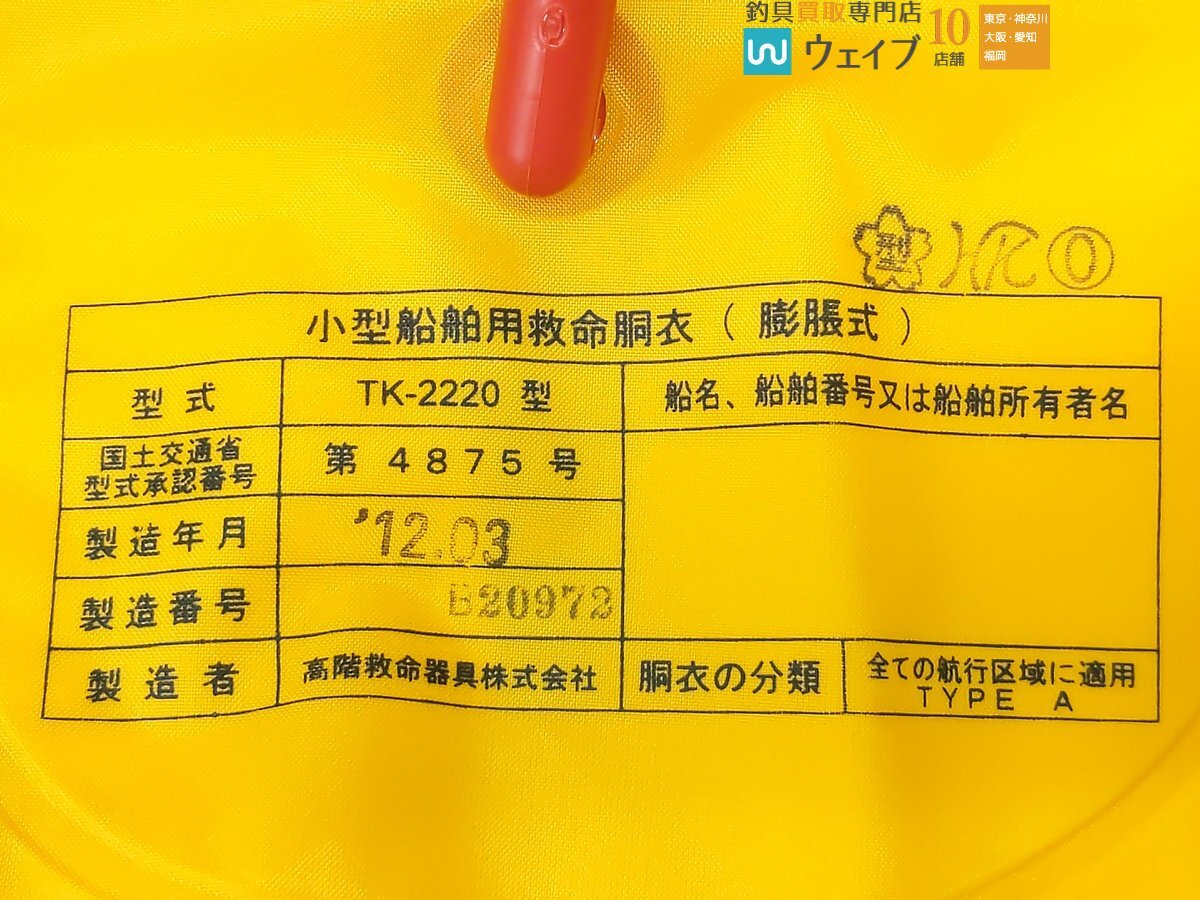 釣具買取専門店
ウェイブ
10
店舗
東京・神奈川
大阪・愛知
福岡
型
小型船舶用救命胴衣(膨脹式)
型式
TK-2220 型
船名、船舶番号又は船舶所有者名
国土交通省
型式承認番号
第 4875 号
製造年月
'12.03
製造番号
B20972
製造者
高階救命器具株式会社
胴衣の分類
全ての航行区域に適用
TYPE A